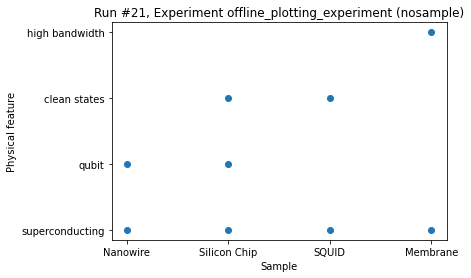 Run #21, Experiment offline_plotting_experiment (nosample)
high bandwidth
clean states
qubit
superconducting
Physical feature
Nanowire Silicon Chip SQUID Membrane
Sample